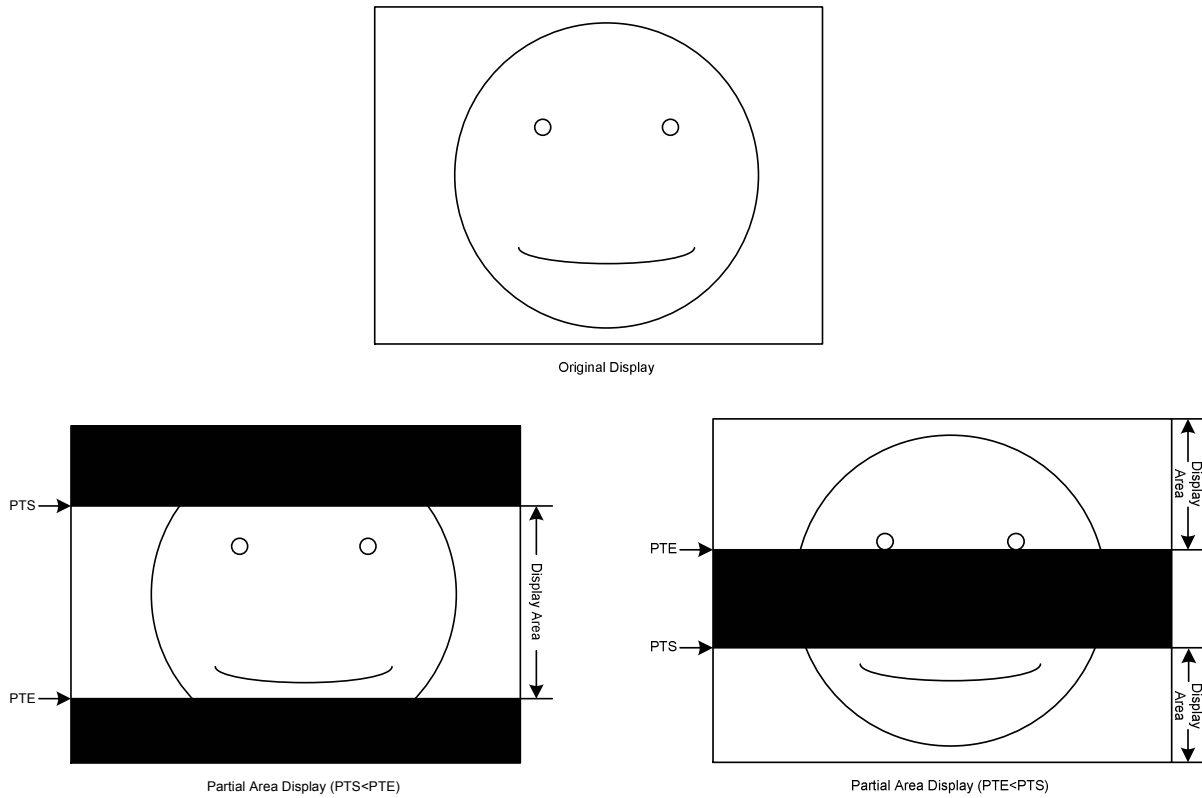 Original Display
PTS
PTE
Display Area
Partial Area Display (PTS<PTE)
PTE
PTS
Display
Area
Display
Area
Partial Area Display (PTE<PTS)